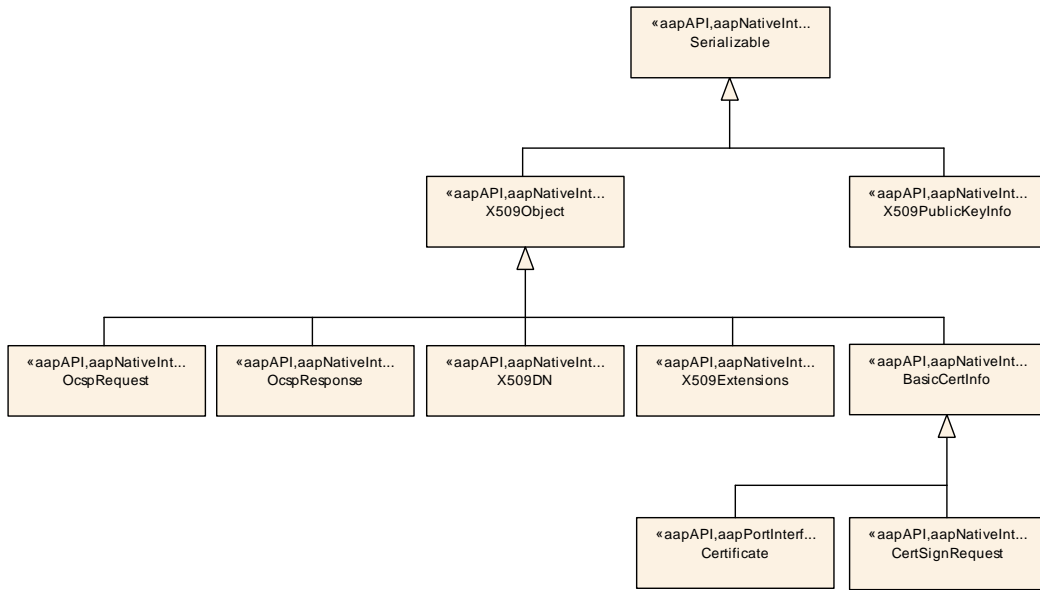 «aapAPI,aapNativeInt...
Serializable
«aapAPI,aapNativeInt...
X509Object
«aapAPI,aapNativeInt...
X509PublicKeyInfo
«aapAPI,aapNativeInt...
OcspRequest
«aapAPI,aapNativeInt...
OcspResponse
«aapAPI,aapNativeInt...
X509DN
«aapAPI,aapNativeInt...
X509Extensions
«aapAPI,aapNativeInt...
BasicCertInfo
«aapAPI,aapPortInterf...
Certificate
«aapAPI,aapNativeInt...
CertSignRequest